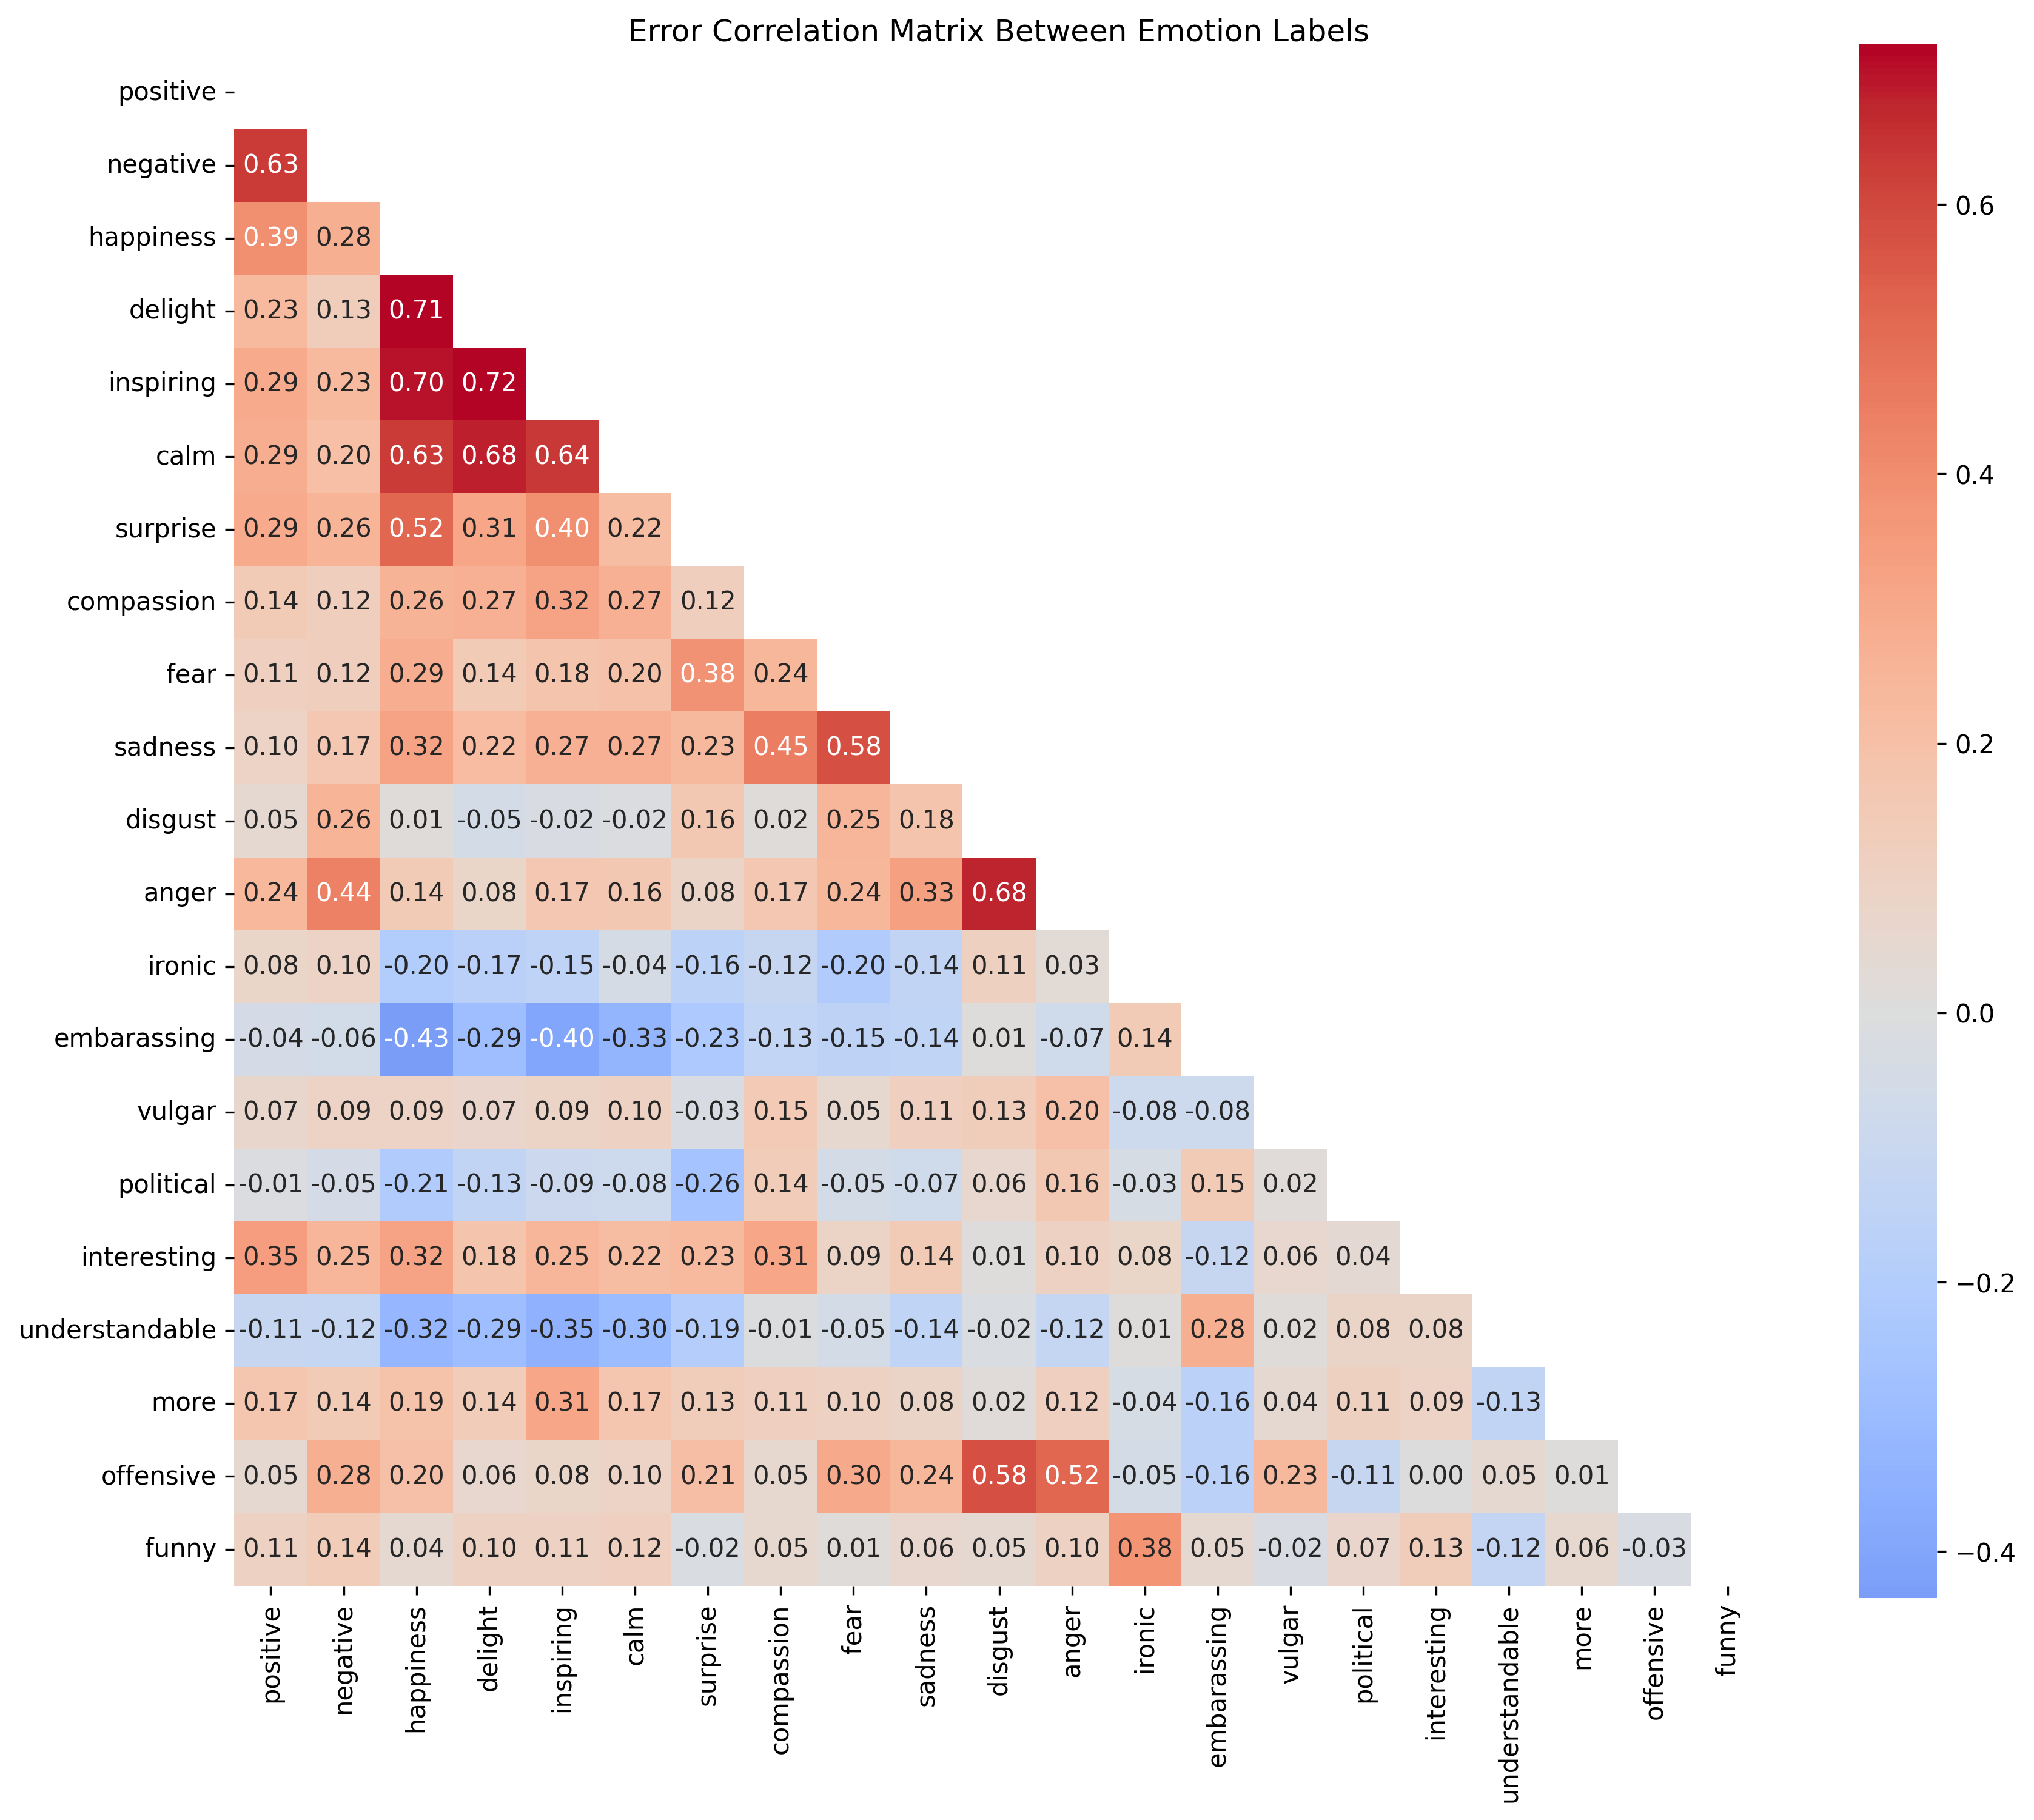 Error Correlation Matrix Between Emotion Labels
positive
negative 0.63
happiness 0.39 0.28
delight 0.23 0.13 0.71
inspiring 0.29 0.23 0.70 0.72
calm 0.29 0.20 0.63 0.68 0.64
surprise 0.29 0.26 0.52 0.31 0.40 0.22
compassion 0.14 0.12 0.26 0.27 0.32 0.27 0.12
fear 0.11 0.12 0.29 0.14 0.18 0.20 0.38 0.24
sadness 0.10 0.17 0.32 0.22 0.27 0.27 0.23 0.45 0.58
disgust 0.05 0.26 0.01 -0.05 -0.02 -0.02 0.16 0.02 0.25 0.18
anger 0.24 0.44 0.14 0.08 0.17 0.16 0.08 0.17 0.24 0.33 0.68
ironic 0.08 0.10 -0.20 -0.17 -0.15 -0.04 -0.16 -0.12 -0.20 -0.14 0.11 0.03
embarassing -0.04 -0.06 -0.43 -0.29 -0.40 -0.33 -0.23 -0.13 -0.15 -0.14 0.01 -0.07 0.14
vulgar 0.07 0.09 0.09 0.07 0.09 0.10 -0.03 0.15 0.05 0.11 0.13 0.20 -0.08 -0.08
political -0.01 -0.05 -0.21 -0.13 -0.09 -0.08 -0.26 0.14 -0.05 -0.07 0.06 0.16 -0.03 0.15 0.02
interesting 0.35 0.25 0.32 0.18 0.25 0.22 0.23 0.31 0.09 0.14 0.01 0.10 0.08 -0.12 0.06 0.04
understandable -0.11 -0.12 -0.32 -0.29 -0.35 -0.30 -0.19 -0.01 -0.05 -0.14 -0.02 -0.12 0.01 0.28 0.02 0.08 0.08
more 0.17 0.14 0.19 0.14 0.31 0.17 0.13 0.11 0.10 0.08 0.02 0.12 -0.04 -0.16 0.04 0.11 0.09 -0.13
offensive 0.05 0.28 0.20 0.06 0.08 0.10 0.21 0.05 0.30 0.24 0.58 0.52 -0.05 -0.16 0.23 -0.11 0.00 0.05 0.01
funny 0.11 0.14 0.04 0.10 0.11 0.12 -0.02 0.05 0.01 0.06 0.05 0.10 0.38 0.05 -0.02 0.07 0.13 -0.12 0.06 -0.03
positive negative happiness delight inspiring calm surprise compassion fear sadness disgust anger ironic embarassing vulgar political interesting understandable more offensive funny
0.6
0.4
0.2
0.0
−0.2
−0.4